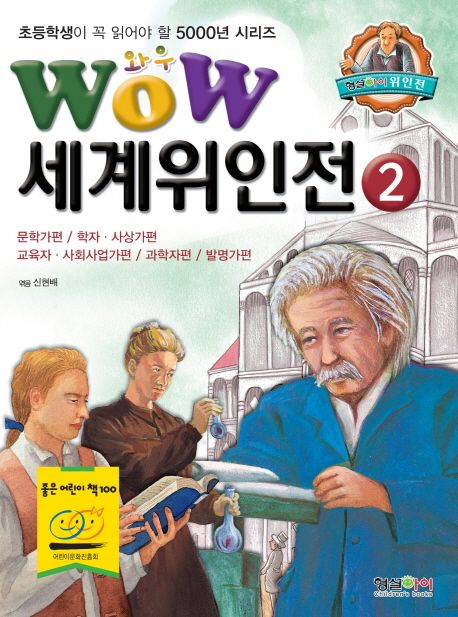 초등학생이 꼭 읽어야 할 5000년 시리즈
와우
WOW
형설아이 위인전
세계위인전 2
문학가편 / 학자·사상가편
교육자·사회사업가편 / 과학자편 / 발명가편
엮음 신현배
좋은 어린이 책 100
어린이문화진흥회
형설아이
Children's books